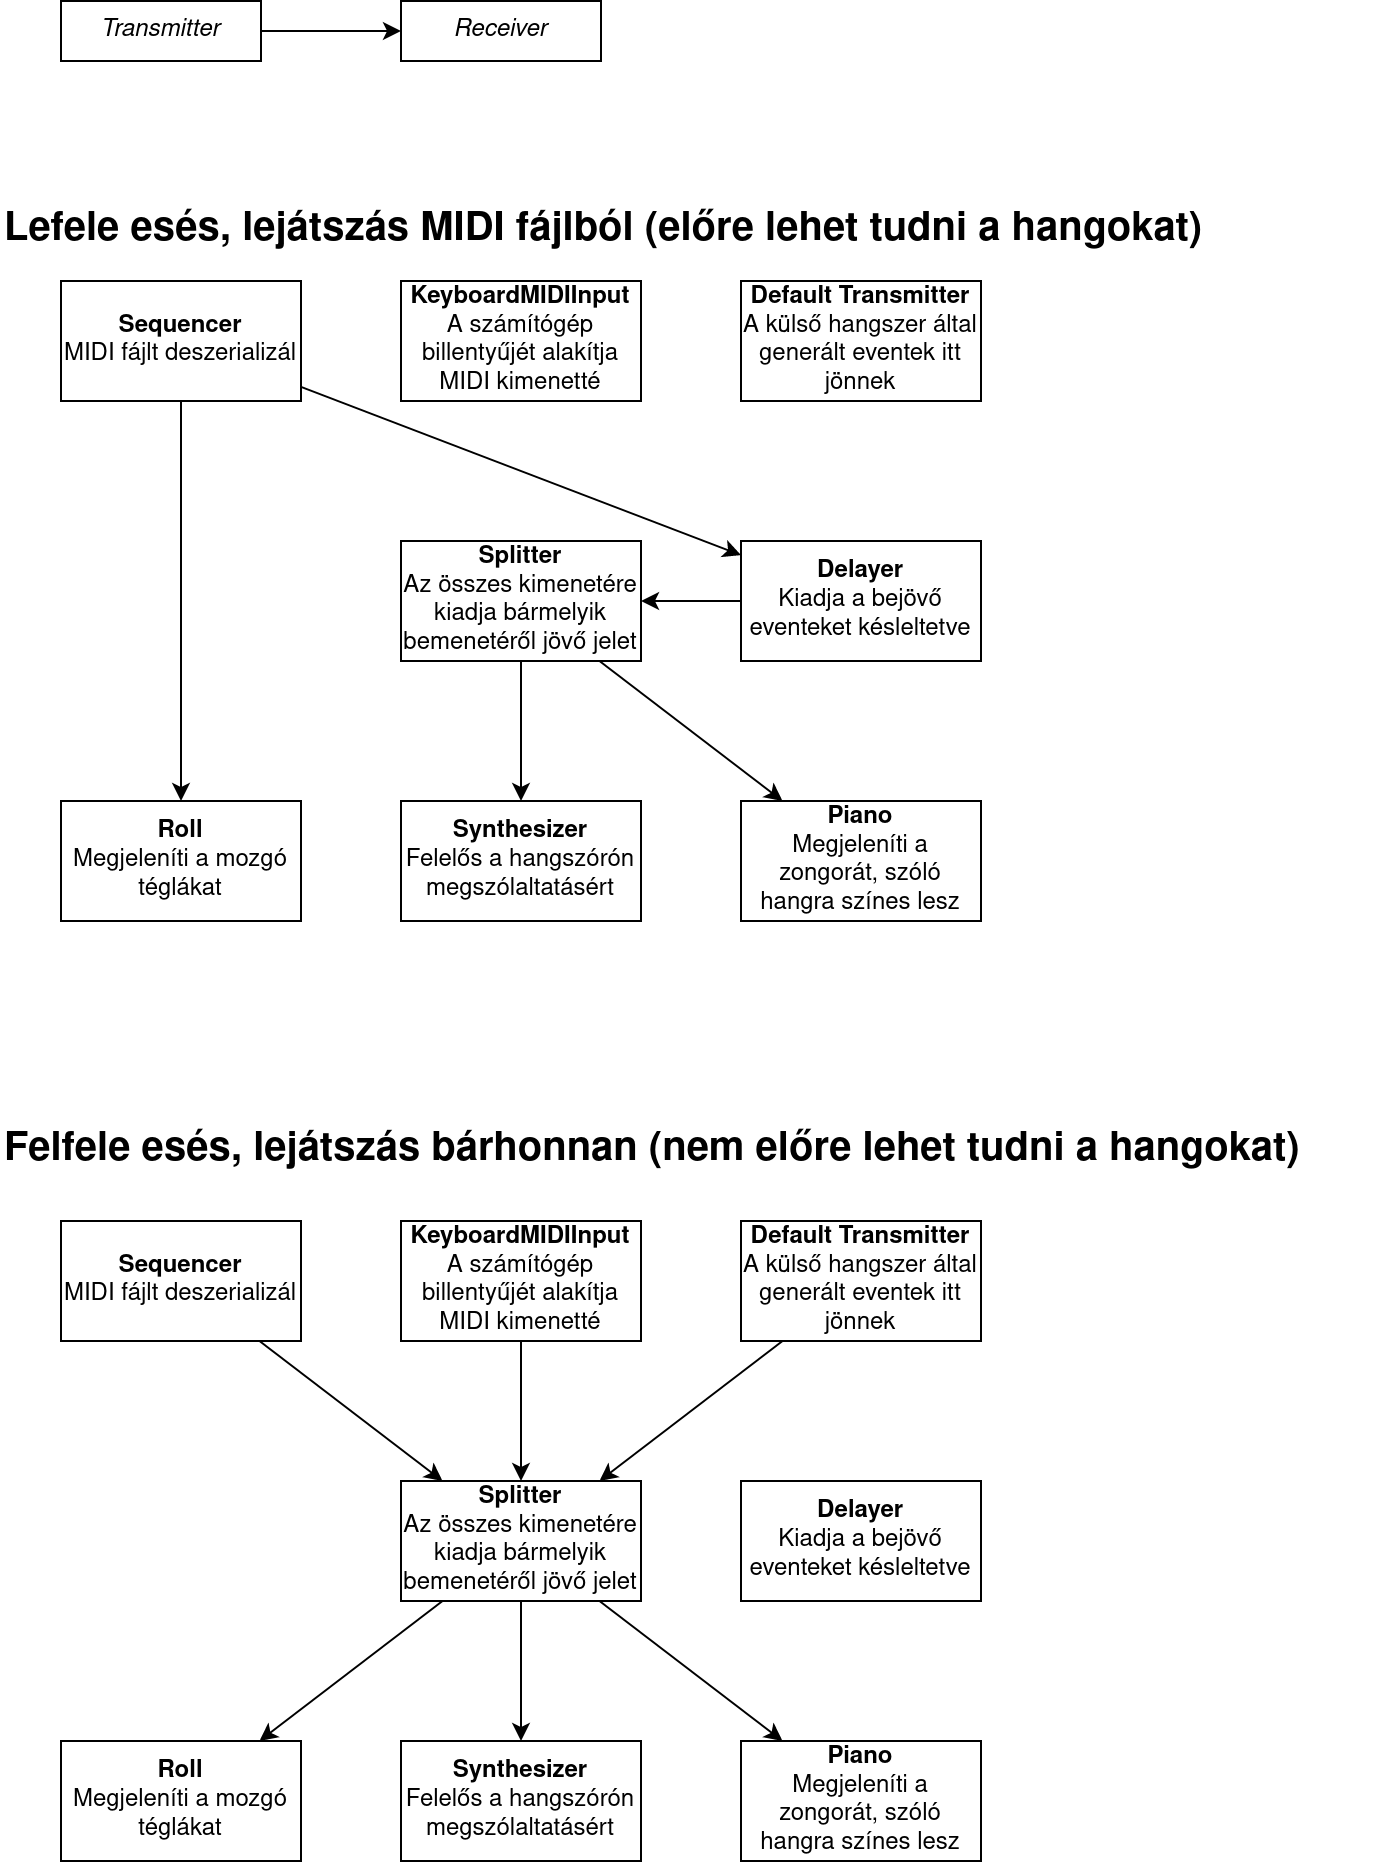 Transmitter
Receiver
Lefele esés, lejátszás MIDI fájlból (előre lehet tudni a hangokat)
Sequencer
MIDI fájlt deszerializál
KeyboardMIDIInput
A számítógép
billentyűjét alakítja
MIDI kimenetté
Default Transmitter
A külső hangszer által
generált eventek itt
jönnek
Splitter
Az összes kimenetére
kiadja bármelyik
bemenetéről jövő jelet
Delayer
Kiadja a bejövő
eventeket késleltetve
Roll
Megjeleníti a mozgó
téglákat
Synthesizer
Felelős a hangszórón
megszólaltatásért
Piano
Megjeleníti a
zongorát, szóló
hangra színes lesz
Felfele esés, lejátszás bárhonnan (nem előre lehet tudni a hangokat)
Sequencer
MIDI fájlt deszerializál
KeyboardMIDIInput
A számítógép
billentyűjét alakítja
MIDI kimenetté
Default Transmitter
A külső hangszer által
generált eventek itt
jönnek
Splitter
Az összes kimenetére
kiadja bármelyik
bemenetéről jövő jelet
Delayer
Kiadja a bejövő
eventeket késleltetve
Roll
Megjeleníti a mozgó
téglákat
Synthesizer
Felelős a hangszórón
megszólaltatásért
Piano
Megjeleníti a
zongorát, szóló
hangra színes lesz